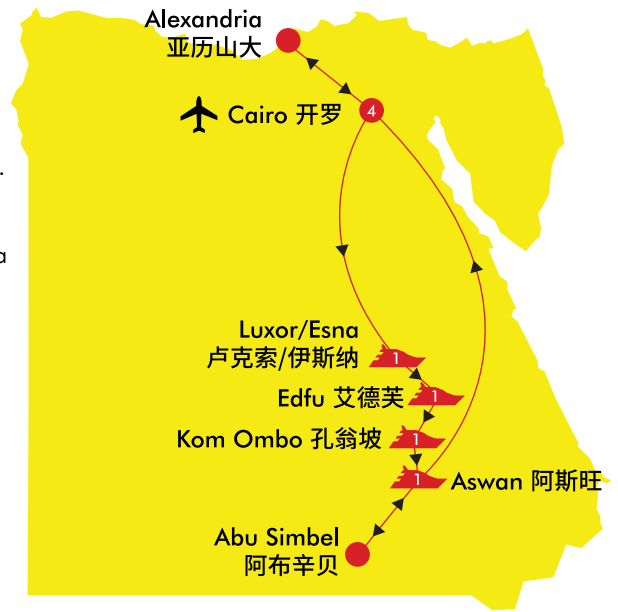 Alexandria
亚历山大
Cairo 开罗
4
.
a
Luxor/Esna
卢克索/伊斯纳
1
Edfu 艾德芙
1
Kom Ombo 孔翁坡
1
1
Aswan 阿斯旺
Abu Simbel
阿布辛贝